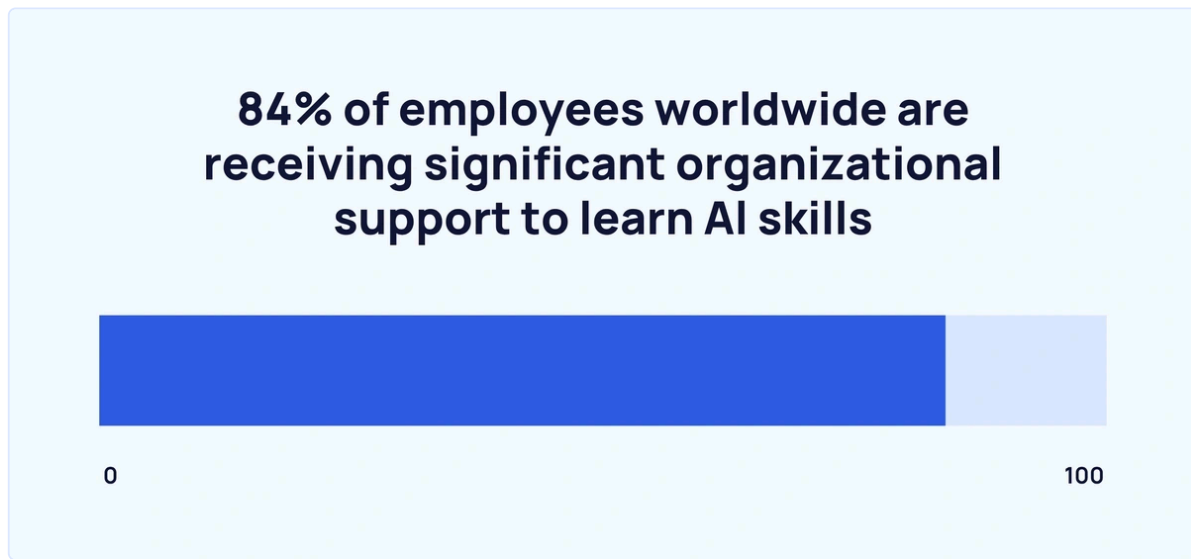 84% of employees worldwide are
receiving significant organizational
support to learn AI skills
0
100